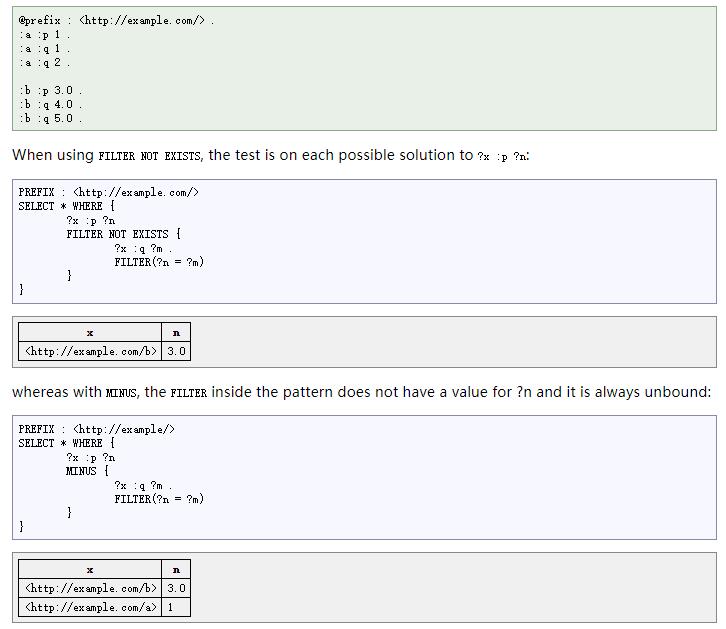 @prefix : <http://example.com/> .
:a :p 1 .
:a :q 1 .
:a :q 2 .
:b :p 3.0 .
:b :q 4.0 .
:b :q 5.0 .
When using FILTER NOT EXISTS, the test is on each possible solution to ?x :p ?n:
PREFIX : <http://example.com/>
SELECT * WHERE {
?x :p ?n
FILTER NOT EXISTS {
?x :q ?m .
FILTER(?n = ?m)
}
}
x n
<http://example.com/b> 3.0
whereas with MINUS, the FILTER inside the pattern does not have a value for ?n and it is always unbound:
PREFIX : <http://example/>
SELECT * WHERE {
?x :p ?n
MINUS {
?x :q ?m .
FILTER(?n = ?m)
}
}
x n
<http://example.com/b> 3.0
<http://example.com/a> 1